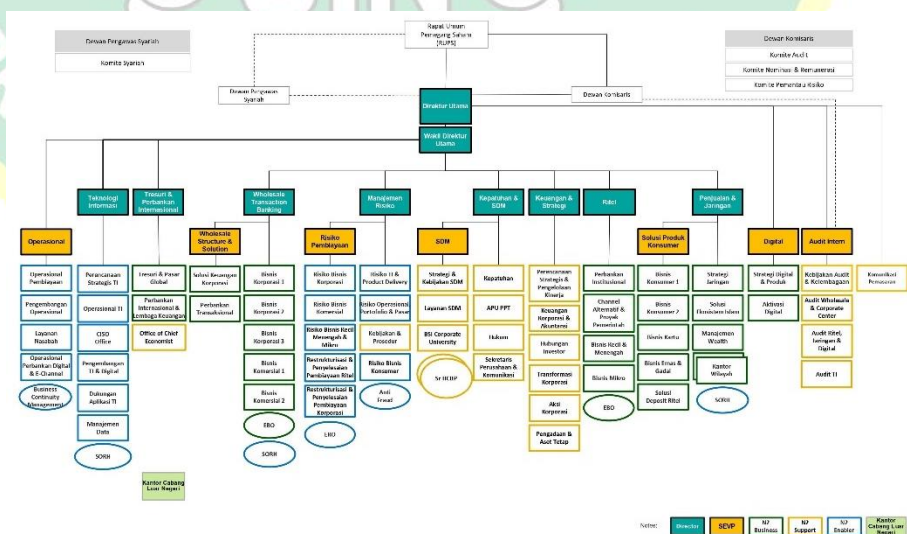 Rapat Umum
Pemegang Saham
(RUPS)
Dewan Pengawas Syariah
Komite Syariah
Dewan Komisaris
Komite Audit
Komite Nominasi & Remunerasi
Komite Pemantau Risiko
Dewan Pengawas
Syariah
Dewan Komisaris
Direktur Utama
Wakil Direktur
Utama
Teknologi
Informasi
Tresuri &
Perbankan
Internasional
Wholesale
Transaction
Banking
Manajemen
Risiko
Kepatuhan &
SDM
Keuangan &
Strategi
Ritel
Penjualan &
Jaringan
Operasional
Wholesale
Structure &
Solution
Risiko
Pembiayaan
SDM
Solusi Produk
Konsumer
Digital
Audit Intern
Operasional
Pembiayaan
Pengembangan
Operasional
Layanan
Nasabah
Operasional
Perbankan Digital
& E-Channel
Business
Continuity
Management
Perencanaan
Strategis TI
Operasional TI
CISO
Office
Pengembangan
TI & Digital
Dukungan
Aplikasi TI
Manajemen
Data
SORH
Tresuri & Pasar
Global
Perbankan
Internasional &
Lembaga Keuangan
Office of Chief
Economist
Kantor Cabang
Luar Negeri
Solusi Keuangan
Korporasi
Perbankan
Transaksional
Bisnis
Korporasi 1
Bisnis
Korporasi 2
Bisnis
Korporasi 3
Bisnis
Komersial 1
Bisnis
Komersial 2
EBO
SORH
Risiko Bisnis
Korporasi
Risiko Bisnis
Komersial
Risiko Bisnis Kecil
Menengah &
Mikro
Restrukturisasi &
Penyelesaian
Pembiayaan Ritel
Restrukturisasi &
Penyelesaian
Pembiayaan
Korporasi
Risiko TI &
Product Delivery
Risiko Operasional,
Portofolio & Pasar
Kebijakan &
Prosedur
Risiko Bisnis
Konsumer
Anti
Fraud
Strategi &
Kebijakan SDM
Layanan SDM
BSI Corporate
University
Sr HCBP
Kepatuhan
APU PPT
Hukum
Sekretaris
Perusahaan &
Komunikasi
Perencanaan
Strategis &
Pengelolaan
Kinerja
Keuangan
Korporasi &
Akuntansi
Hubungan
Investor
Transformasi
Korporasi
Aksi
Korporasi
Pengadaan &
Aset Tetap
Perbankan
Institusional
Channel
Alternatif &
Proyek
Pemerintah
Bisnis Kecil &
Menengah
Bisnis Mikro
EBO
Bisnis
Konsumer 1
Bisnis
Konsumer 2
Bisnis Kartu
Bisnis Emas &
Gadai
Solusi
Deposit Ritel
Strategi
Jaringan
Solusi
Ekosistem Islam
Manajemen
Wealth
Kantor
Wilayah
SORH
Strategi Digital
& Produk
Aktivasi
Digital
Kebijakan Audit
& Kelembagaan
Audit Wholesale
& Corporate
Center
Audit Ritel,
Jaringan &
Digital
Audit TI
Komunikasi
Pemasaran
Notes:
Director
SEVP
N2
Business
N2
Support
N2
Enabler
Kantor
Cabang Luar
Negeri